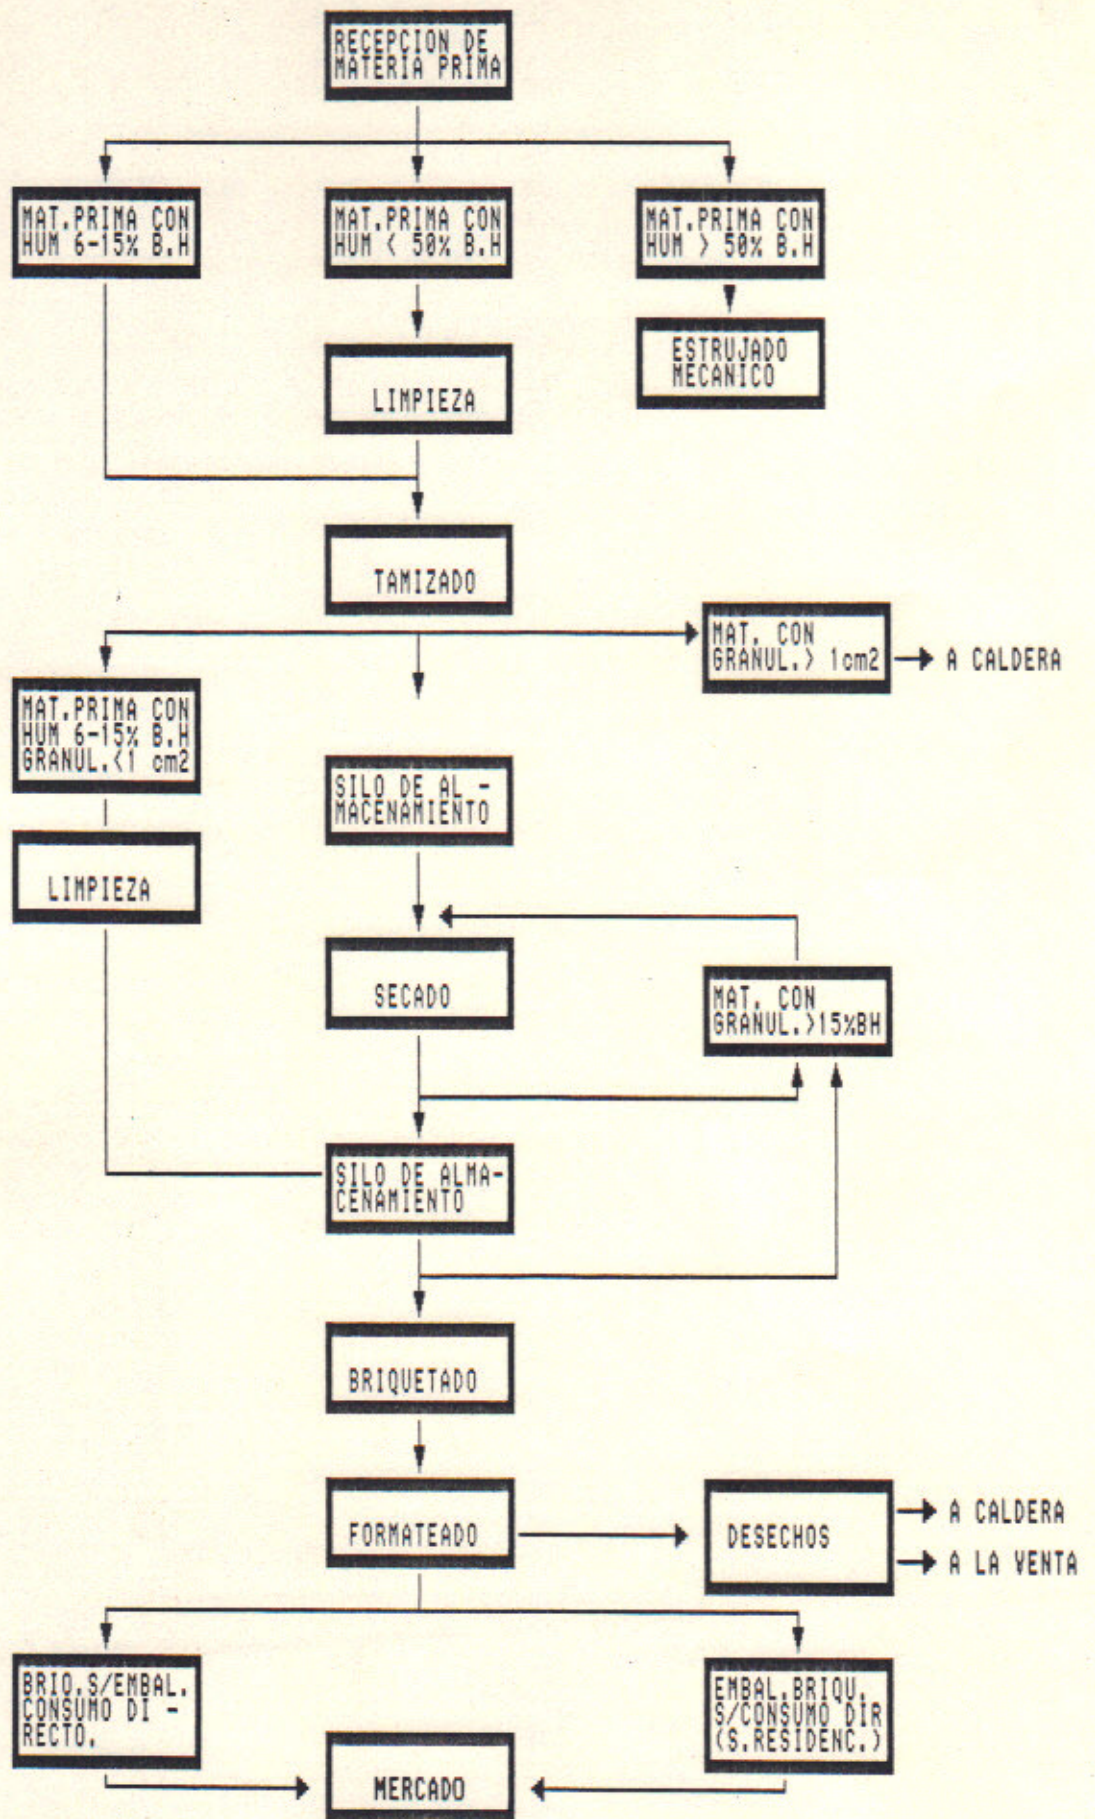 RECEPCION DE
MATERIA PRIMA
MAT.PRIMA CON
HUM 6-15% B.H
MAT.PRIMA CON
HUM < 50% B.H
MAT.PRIMA CON
HUM > 50% B.H
ESTRUJADO
MECANICO
LIMPIEZA
TAMIZADO
MAT. CON
GRANUL.> 1cm2
A CALDERA
MAT.PRIMA CON
HUM 6-15% B.H
GRANUL.<1 cm2
SILO DE AL -
MACENAMIENTO
LIMPIEZA
SECADO
MAT. CON
GRANUL.>15%BH
SILO DE ALMA-
CENAMIENTO
BRIQUETADO
FORMATEADO
DESECHOS
A CALDERA
A LA VENTA
BRIQ.S/EMBAL.
CONSUMO DI -
RECTO.
EMBAL.BRIQU.
S/CONSUMO DIR
(S.RESIDENC.)
MERCADO